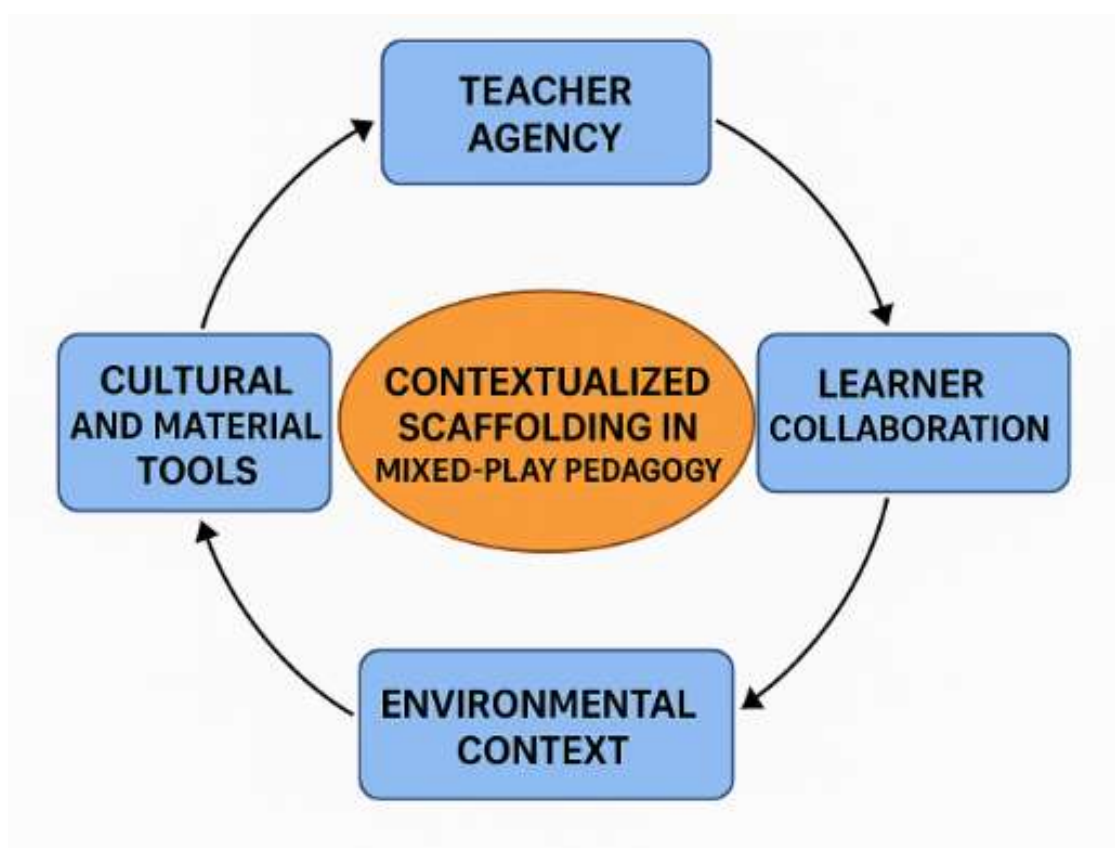 TEACHER
AGENCY
CULTURAL
AND MATERIAL
TOOLS
CONTEXTUALIZED
SCAFFOLDING IN
MIXED-PLAY PEDAGOGY
LEARNER
COLLABORATION
ENVIRONMENTAL
CONTEXT